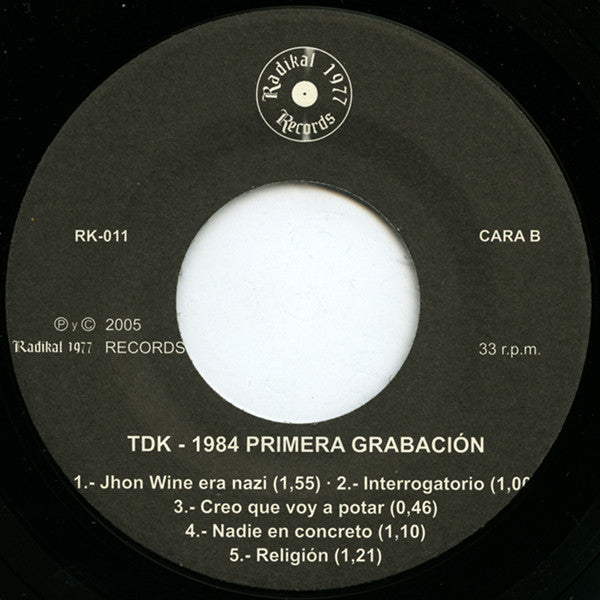 Radikal 1977
Records
RK-011
CARA B
Ⓟ y © 2005
Radikal 1977 RECORDS
33 r.p.m.
TDK - 1984 PRIMERA GRABACIÓN
1.- Jhon Wine era nazi (1,55) · 2.- Interrogatorio (1,00
3.- Creo que voy a potar (0,46)
4.- Nadie en concreto (1,10)
5.- Religión (1,21)